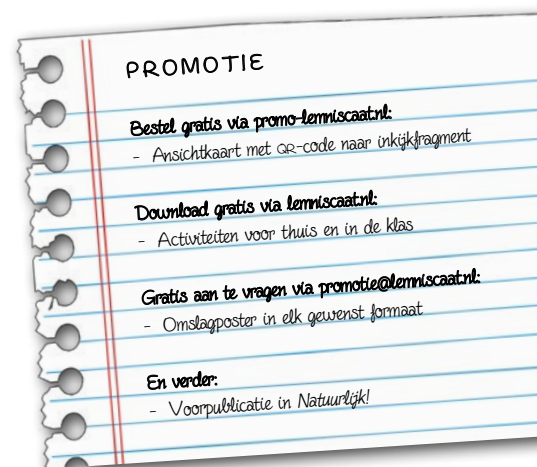 PROMOTIE
Bestel gratis via promo-lemniscaat.nl:
- Ansichtkaart met QR-code naar inkijkfragment
Download gratis via lemniscaat.nl:
- Activiteiten voor thuis en in de klas
Gratis aan te vragen via promotie@lemniscaat.nl:
- Omslagposter in elk gewenst formaat
En verder:
- Voorpublicatie in Natuurlijk!